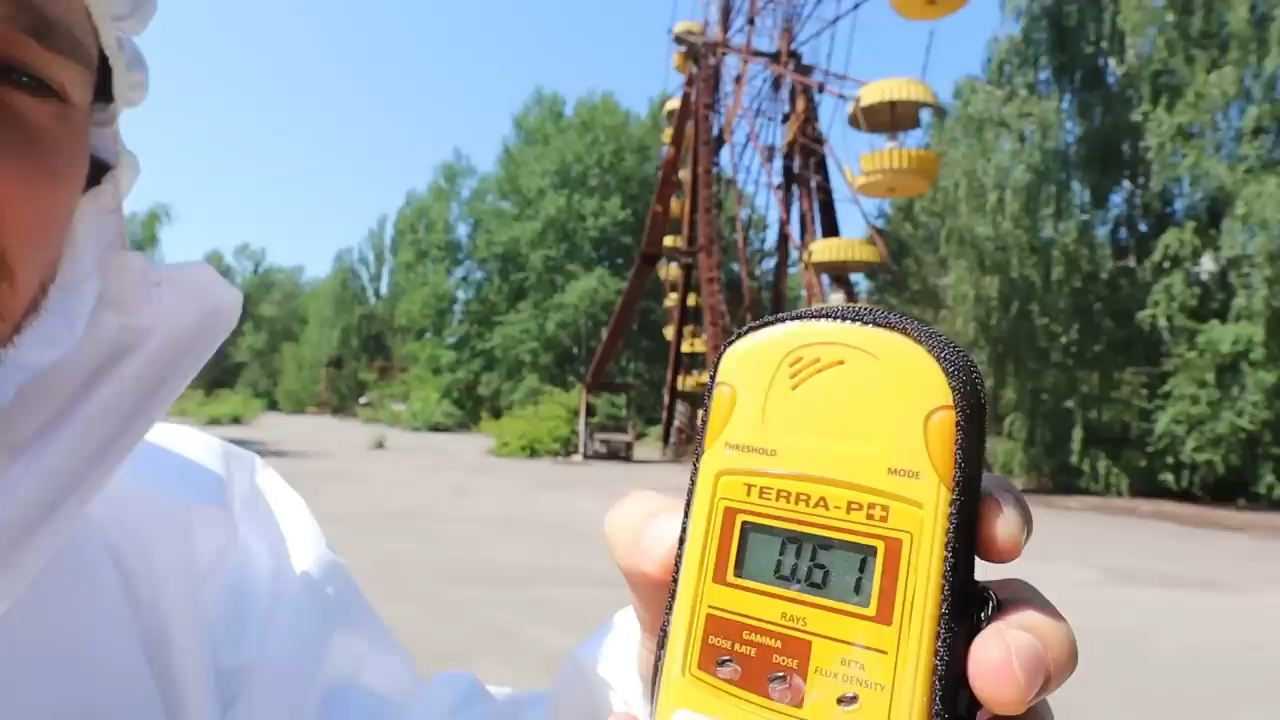 THRESHOLD
MODE
TERRA-P+
0.61
RAYS
GAMMA
DOSE RATE
DOSE
BETA
FLUX DENSITY